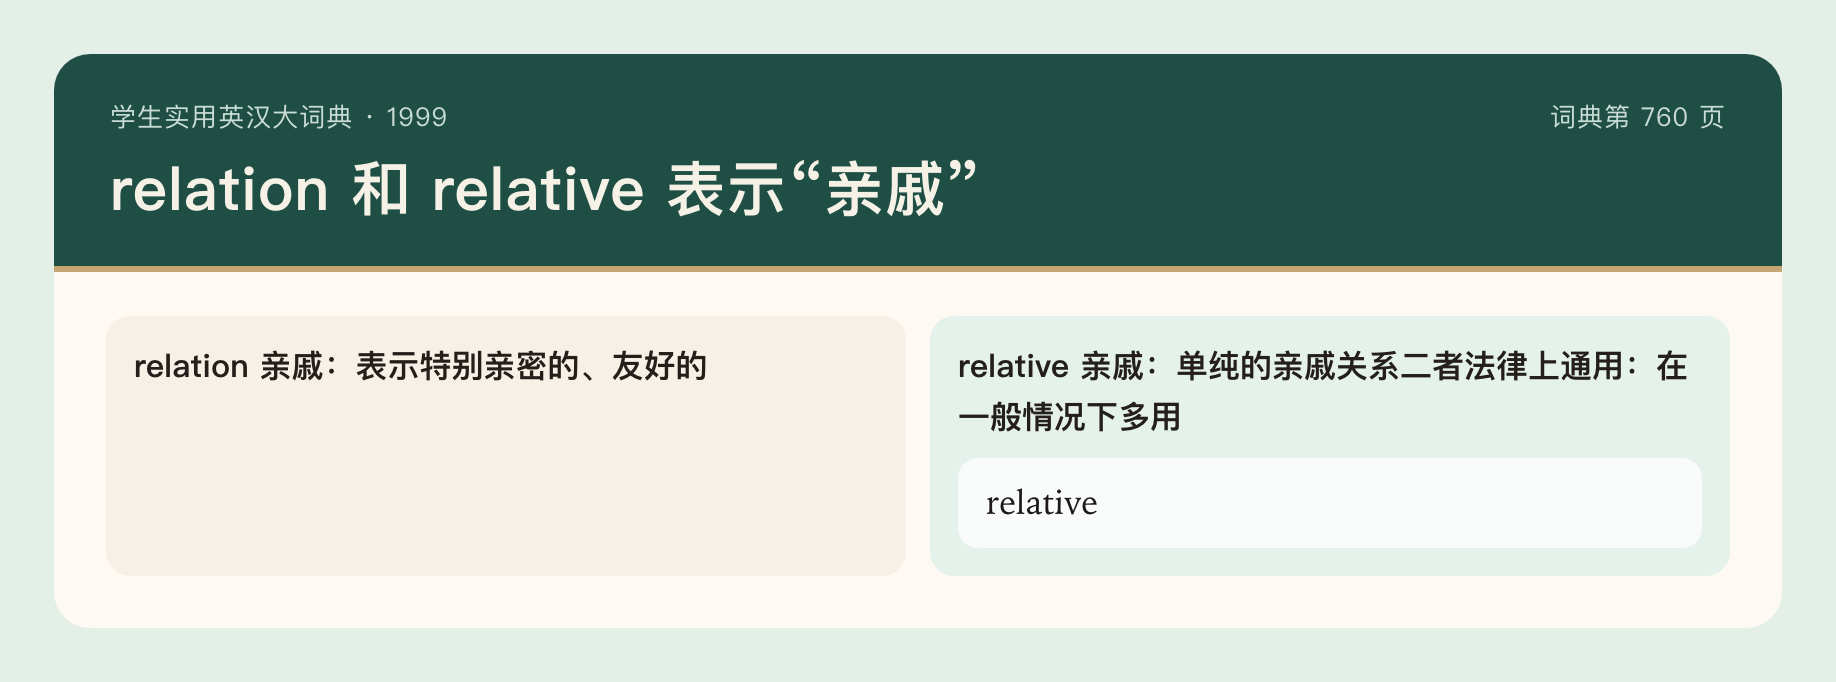 学生实用英汉大词典 · 1999
词典第 760 页
relation 和 relative 表示“亲戚”
relation 亲戚：表示特别亲密的、友好的
relative 亲戚：单纯的亲戚关系二者法律上通用：在
一般情况下多用
relative